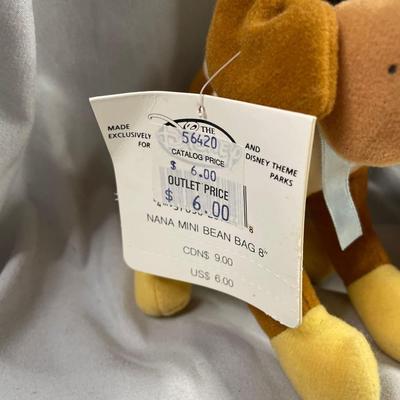 MADE
EXCLUSIVELY
FOR
THE
AND
DISNEY THEME
PARKS
56420
CATALOG PRICE
$ 6.00
OUTLET PRICE
$ 6.00
8
NANA MINI BEAN BAG 8"
CDN$ 9.00
US$ 6.00